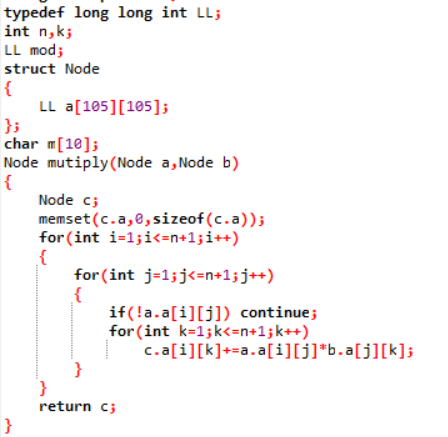 typedef long long int LL;
int n,k;
LL mod;
struct Node
{
    LL a[105][105];
};
char m[10];
Node mutiply(Node a,Node b)
{
    Node c;
    memset(c.a,0,sizeof(c.a));
    for(int i=1;i<=n+1;i++)
    {
        for(int j=1;j<=n+1;j++)
        {
            if(!a.a[i][j]) continue;
            for(int k=1;k<=n+1;k++)
                c.a[i][k]+=a.a[i][j]*b.a[j][k];
        }
    }
    return c;
}